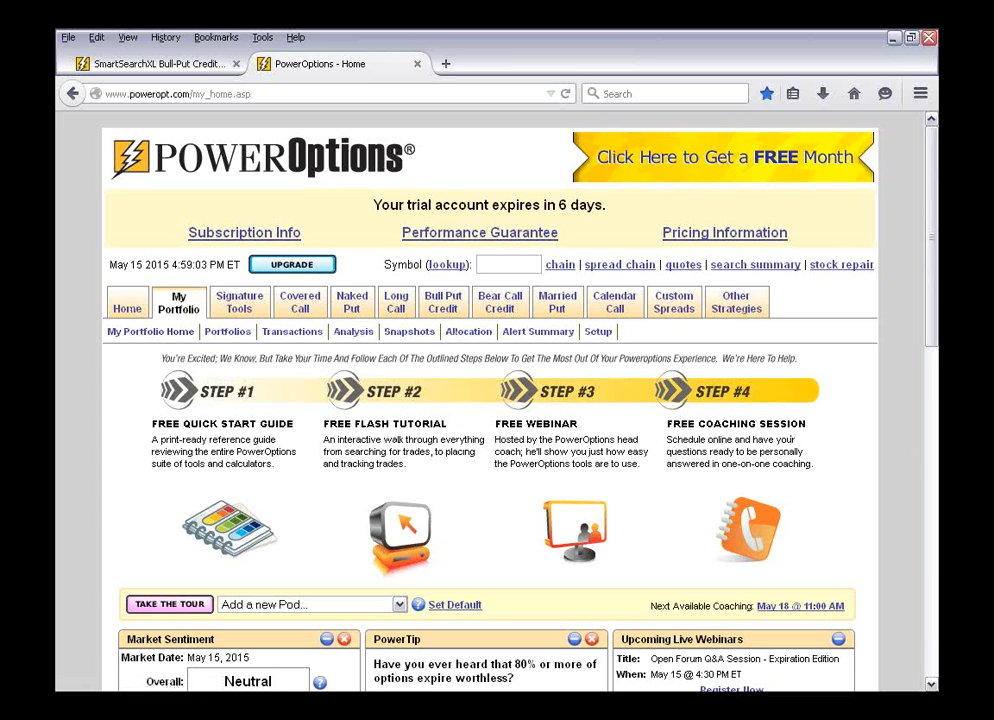 File Edit View History Bookmarks Tools Help
SmartSearchXL Bull-Put Credit... PowerOptions - Home
www.poweropt.com/my_home.asp Search
POWEROptions® Click Here to Get a FREE Month
Your trial account expires in 6 days.
Subscription Info Performance Guarantee Pricing Information
May 15 2015 4:59:03 PM ET UPGRADE Symbol (lookup): chain | spread chain | quotes | search summary | stock repair
Home My Portfolio Signature Tools Covered Call Naked Put Long Call Bull Put Credit Bear Call Credit Married Put Calendar Call Custom Spreads Other Strategies
My Portfolio Home | Portfolios | Transactions | Analysis | Snapshots | Allocation | Alert Summary | Setup
You're Excited; We Know, But Take Your Time And Follow Each Of The Outlined Steps Below To Get The Most Out Of Your Poweroptions Experience. We're Here To Help.
STEP #1 STEP #2 STEP #3 STEP #4
FREE QUICK START GUIDE
A print-ready reference guide
reviewing the entire PowerOptions
suite of tools and calculators.
FREE FLASH TUTORIAL
An interactive walk through everything
from searching for trades, to placing
and tracking trades.
FREE WEBINAR
Hosted by the PowerOptions head
coach; he'll show you just how easy
the PowerOptions tools are to use.
FREE COACHING SESSION
Schedule online and have your
questions ready to be personally
answered in one-on-one coaching.
TAKE THE TOUR Add a new Pod... ? Set Default Next Available Coaching: May 18 @ 11:00 AM
Market Sentiment
Market Date: May 15, 2015
Overall: Neutral ?
PowerTip
Have you ever heard that 80% or more of
options expire worthless?
Upcoming Live Webinars
Title: Open Forum Q&A Session - Expiration Edition
When: May 15 @ 4:30 PM ET
Register Now